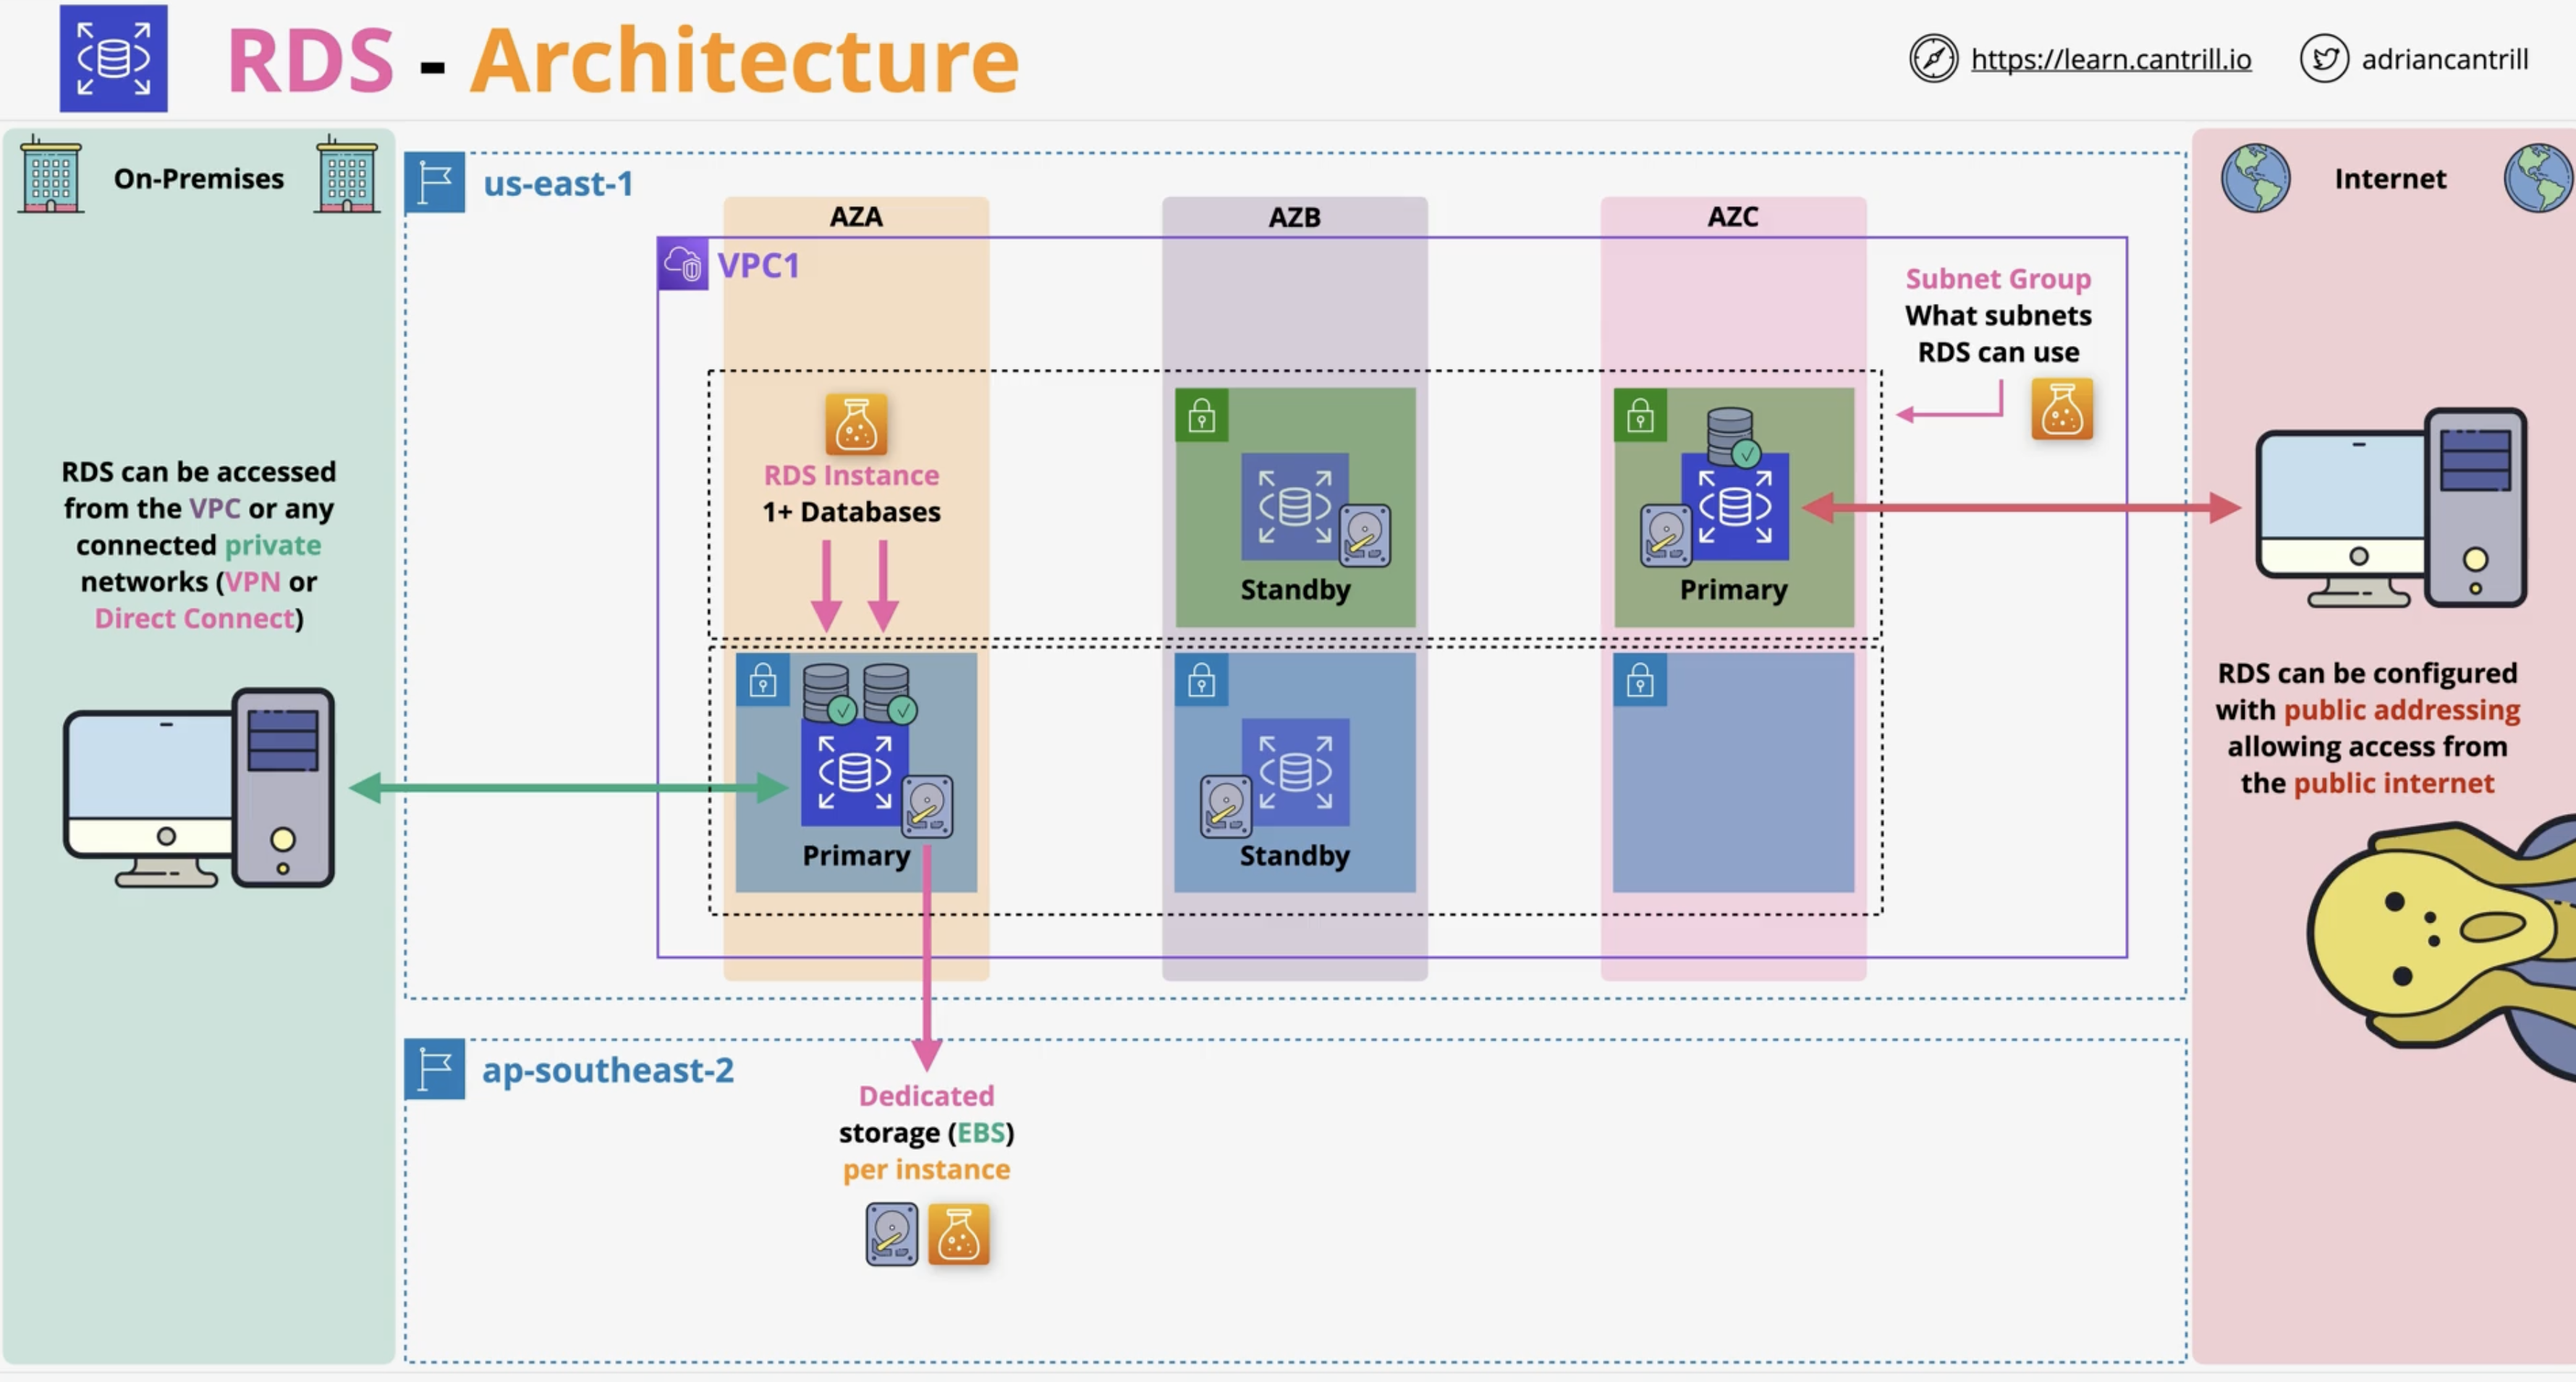 RDS - Architecture
https://learn.cantrill.io
adriancantrill
On-Premises
RDS can be accessed
from the VPC or any
connected private
networks (VPN or
Direct Connect)
us-east-1
AZA
AZB
AZC
VPC1
Subnet Group
What subnets
RDS can use
RDS Instance
1+ Databases
Standby
Primary
Primary
Standby
ap-southeast-2
Dedicated
storage (EBS)
per instance
Internet
RDS can be configured
with public addressing
allowing access from
the public internet